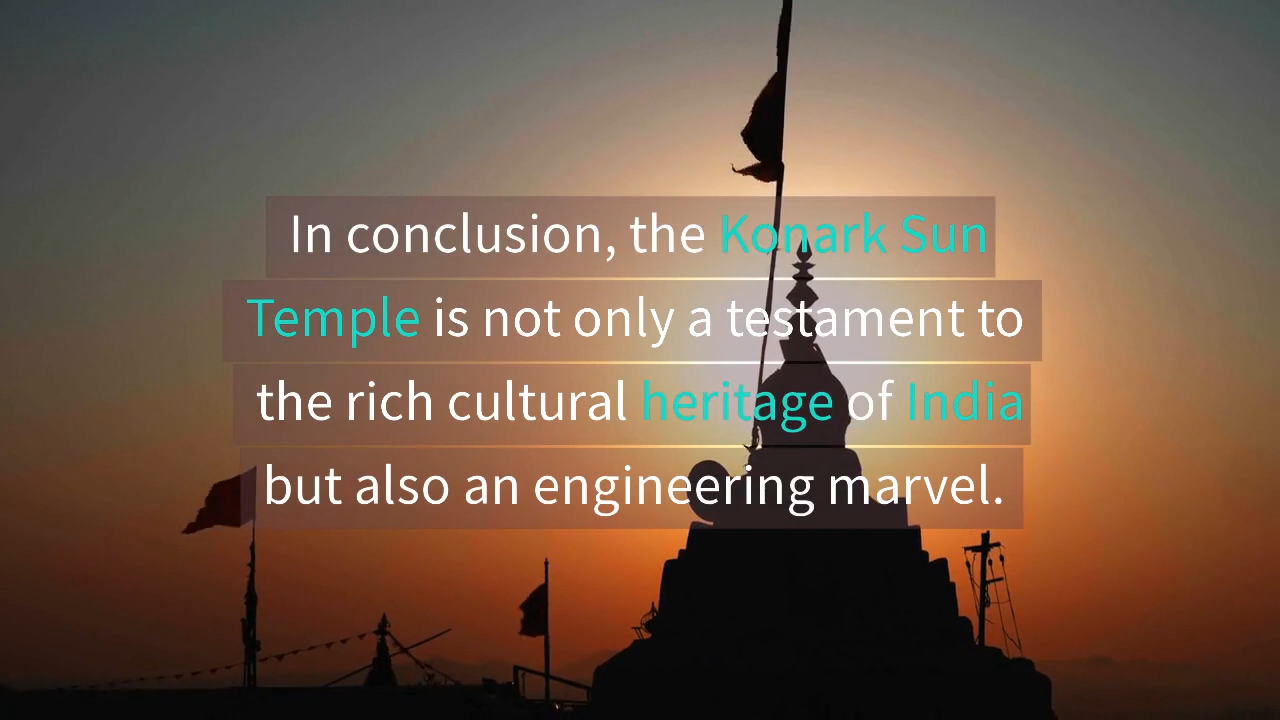 In conclusion, the Konark Sun
Temple is not only a testament to
the rich cultural heritage of India
but also an engineering marvel.